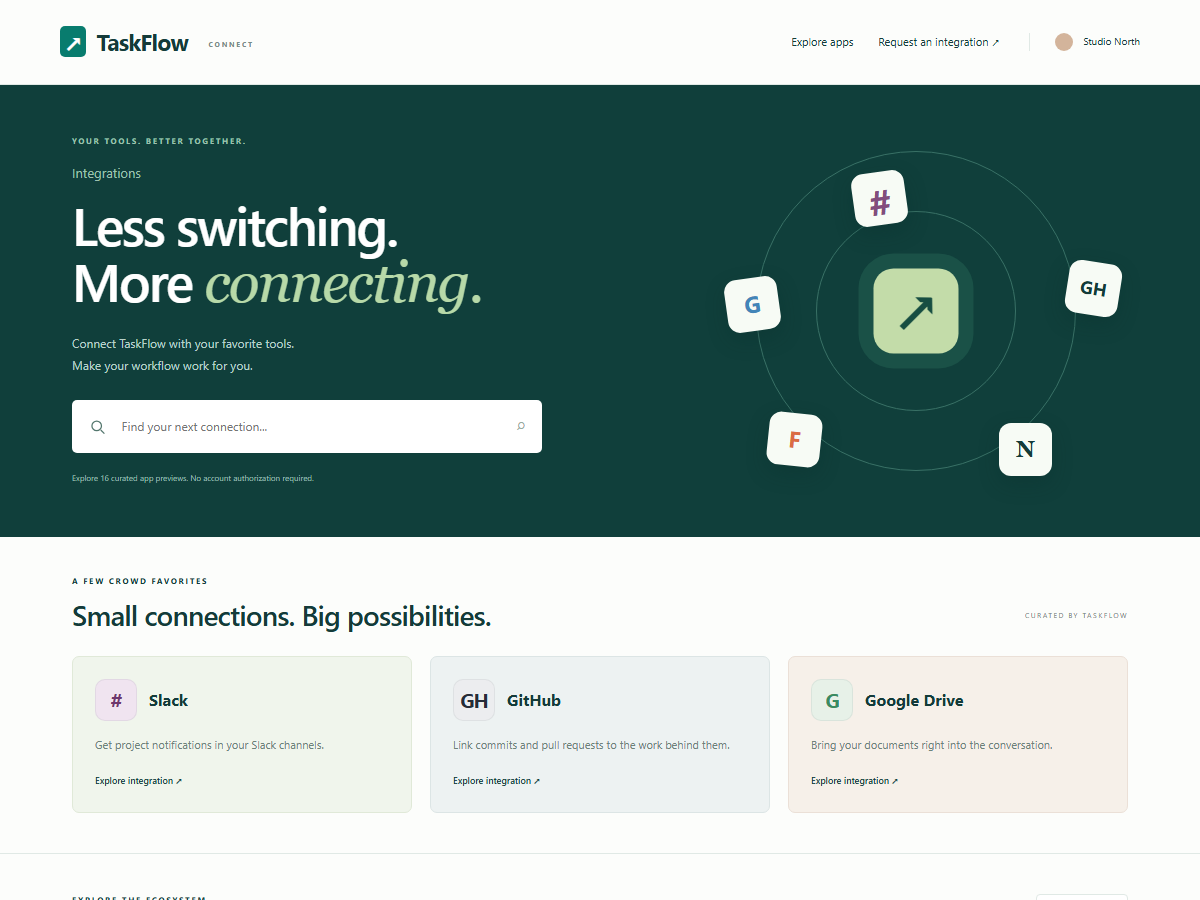 TaskFlow CONNECT
Explore apps
Request an integration ↗
Studio North
YOUR TOOLS. BETTER TOGETHER.
Integrations
Less switching.
More connecting.
Connect TaskFlow with your favorite tools.
Make your workflow work for you.
Find your next connection...
Explore 16 curated app previews. No account authorization required.
#
G
GH
F
N
A FEW CROWD FAVORITES
Small connections. Big possibilities.
CURATED BY TASKFLOW
# Slack
Get project notifications in your Slack channels.
Explore integration ↗
GH GitHub
Link commits and pull requests to the work behind them.
Explore integration ↗
G Google Drive
Bring your documents right into the conversation.
Explore integration ↗
EXPLORE THE ECOSYSTEM